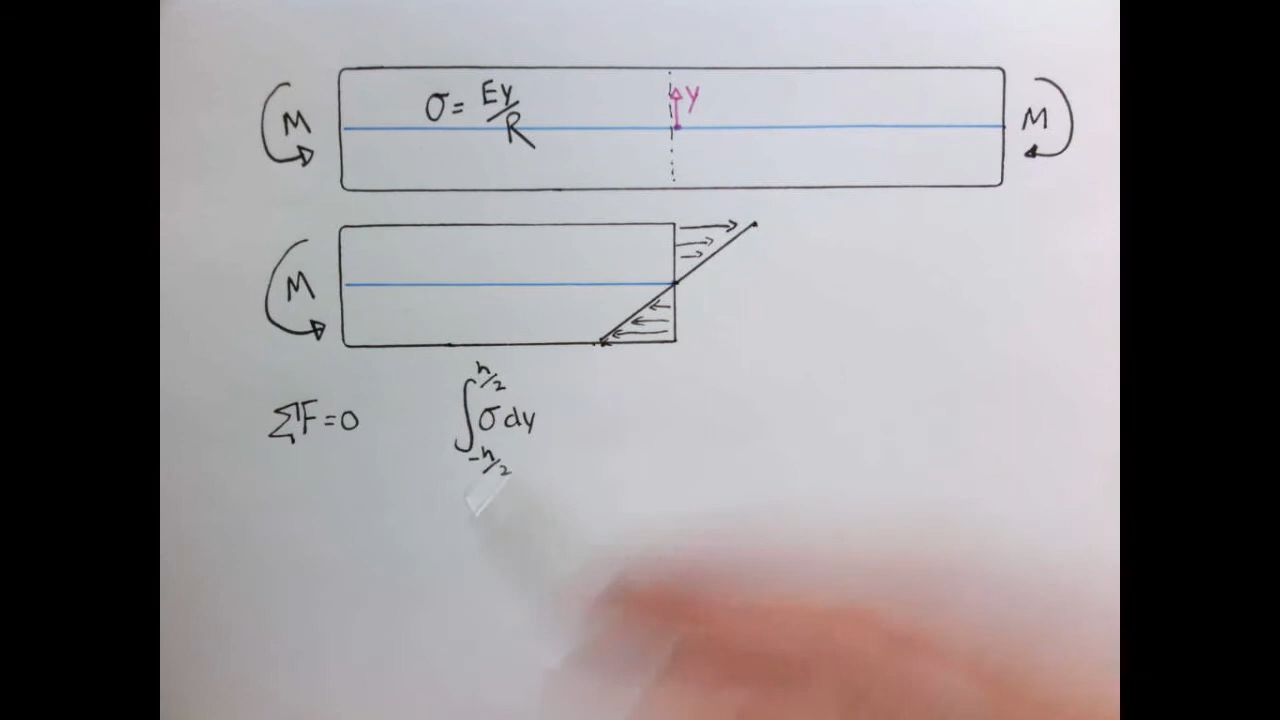 σ = Ey/R
y
M
M
M
ΣF=0
∫_{-h/2}^{h/2} σ dy